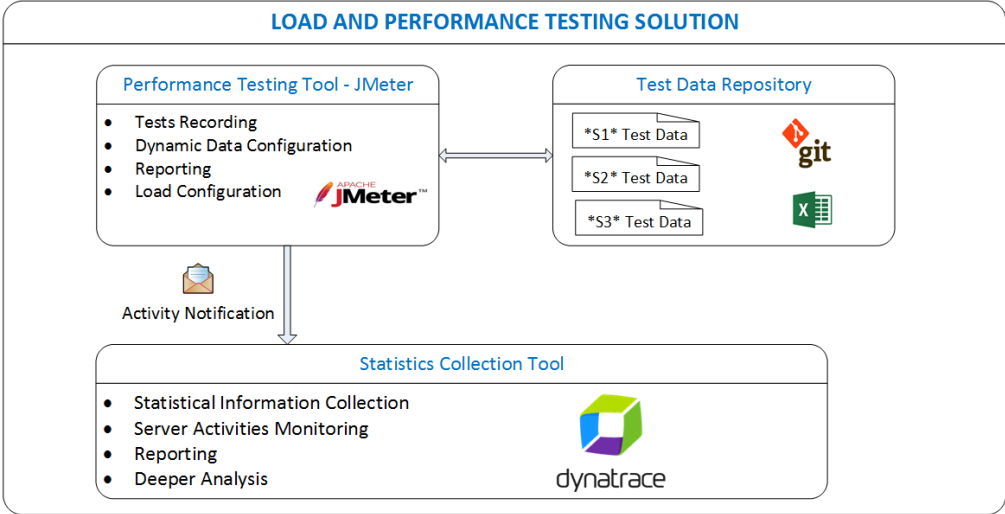 LOAD AND PERFORMANCE TESTING SOLUTION
Performance Testing Tool - JMeter
• Tests Recording
• Dynamic Data Configuration
• Reporting
• Load Configuration
APACHE
JMeter™
Test Data Repository
*S1* Test Data
*S2* Test Data
*S3* Test Data
git
X
Activity Notification
Statistics Collection Tool
• Statistical Information Collection
• Server Activities Monitoring
• Reporting
• Deeper Analysis
dynatrace